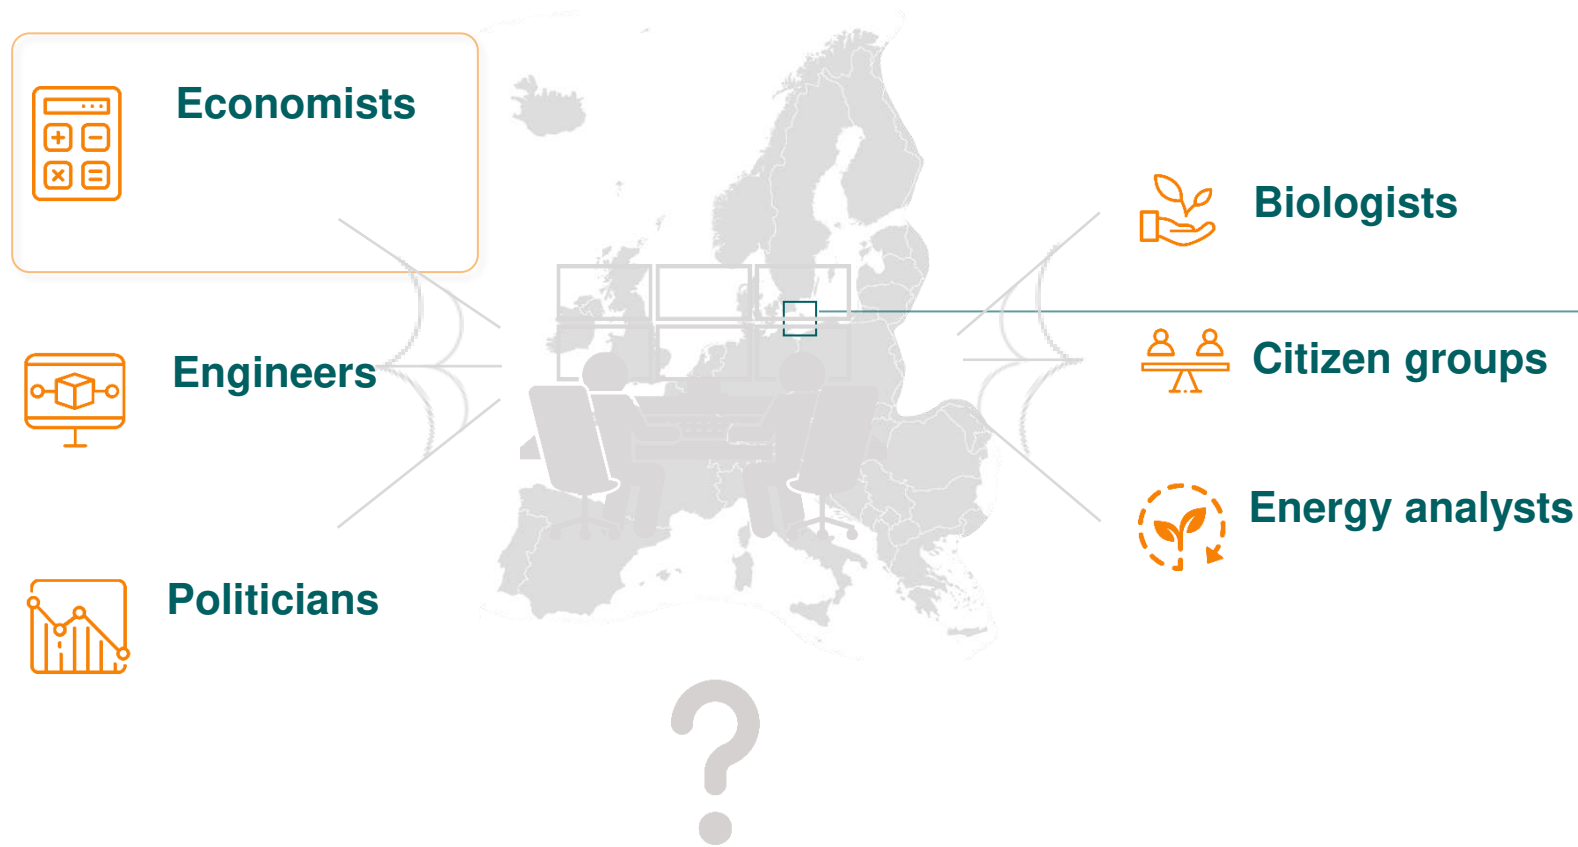 Economists
Engineers
Politicians
Biologists
Citizen groups
Energy analysts
?